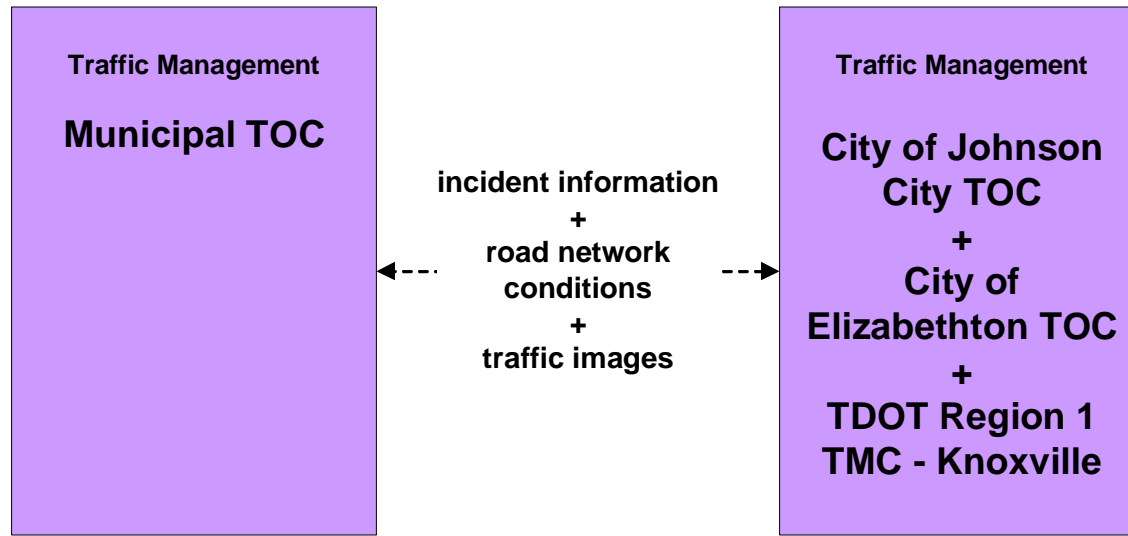 Traffic Management
Municipal TOC
incident information
+
road network
conditions
+
traffic images
Traffic Management
City of Johnson
City TOC
+
City of
Elizabethton TOC
+
TDOT Region 1
TMC - Knoxville